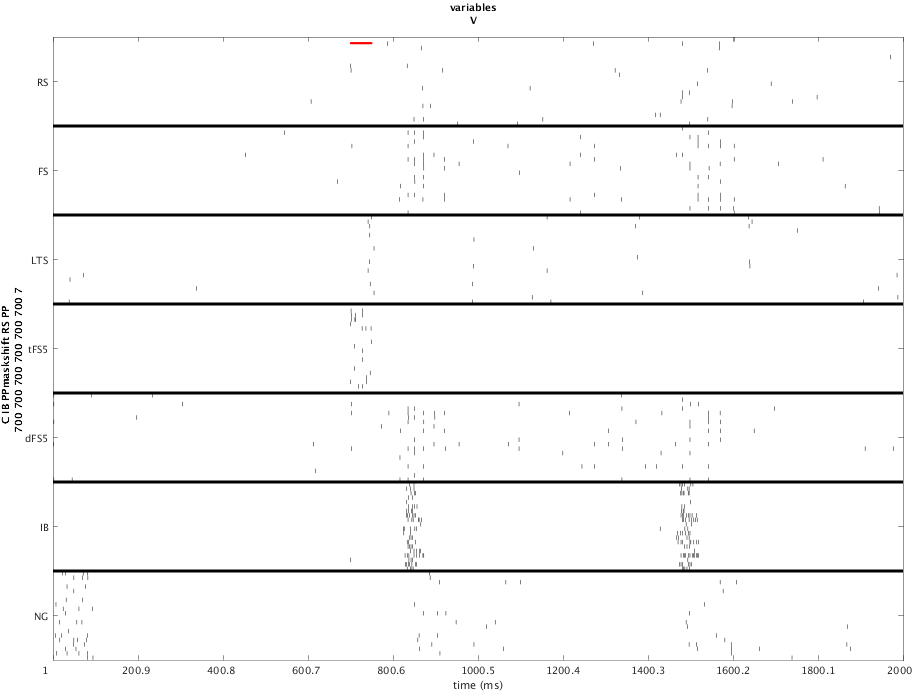 variables
V
RS
FS
LTS
tFS5
dFS5
IB
NG
C IB PPmaskshift RS PP
700 700 700 700 700 700 7
1
200.9
400.8
600.7
800.6
1000.5
1200.4
1400.3
1600.2
1800.1
2000
time (ms)